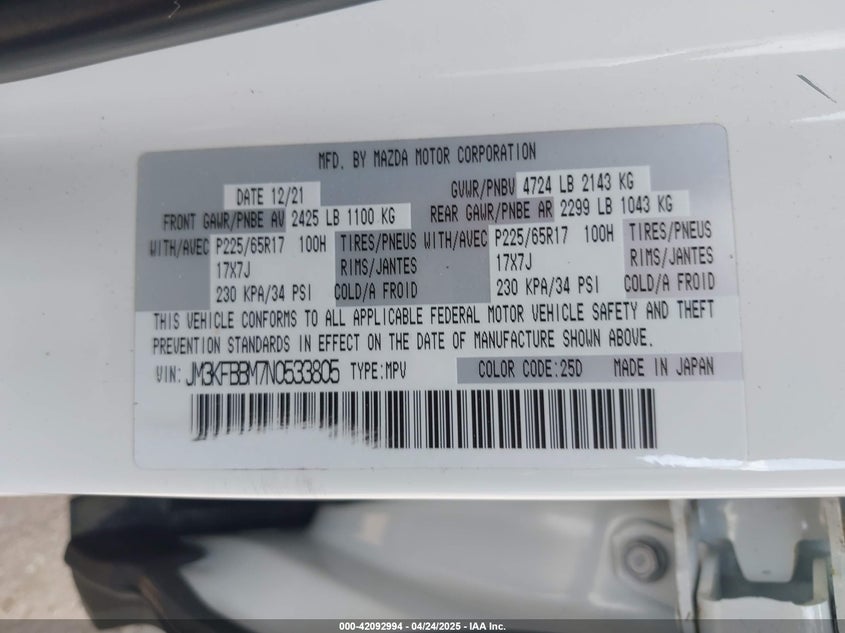 MFD. BY MAZDA MOTOR CORPORATION
DATE 12/21 GVWR/PNBV 4724 LB 2143 KG
FRONT GAWR/PNBE AV 2425 LB 1100 KG REAR GAWR/PNBE AR 2299 LB 1043 KG
WITH/AVEC P225/65R17 100H TIRES/PNEUS WITH/AVEC P225/65R17 100H TIRES/PNEUS
17X7J RIMS/JANTES 17X7J RIMS/JANTES
230 KPA/34 PSI COLD/A FROID 230 KPA/34 PSI COLD/A FROID
THIS VEHICLE CONFORMS TO ALL APPLICABLE FEDERAL MOTOR VEHICLE SAFETY AND THEFT
PREVENTION STANDARDS IN EFFECT ON THE DATE OF MANUFACTURE SHOWN ABOVE.
VIN: JM3KFBBM7N0533805 TYPE:MPV COLOR CODE:25D MADE IN JAPAN
000-42092994 - 04/24/2025 - IAA Inc.